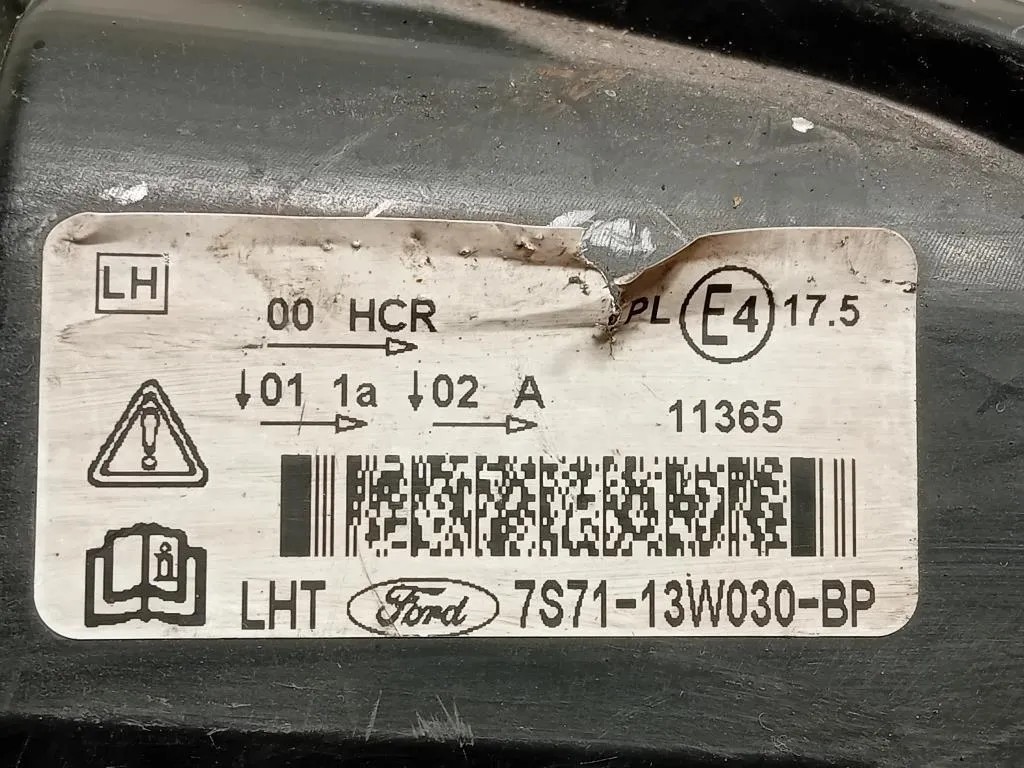 LH
00 HCR PL E4 17.5
↓01 1a ↓02 A 11365
LHT Ford 7S71-13W030-BP